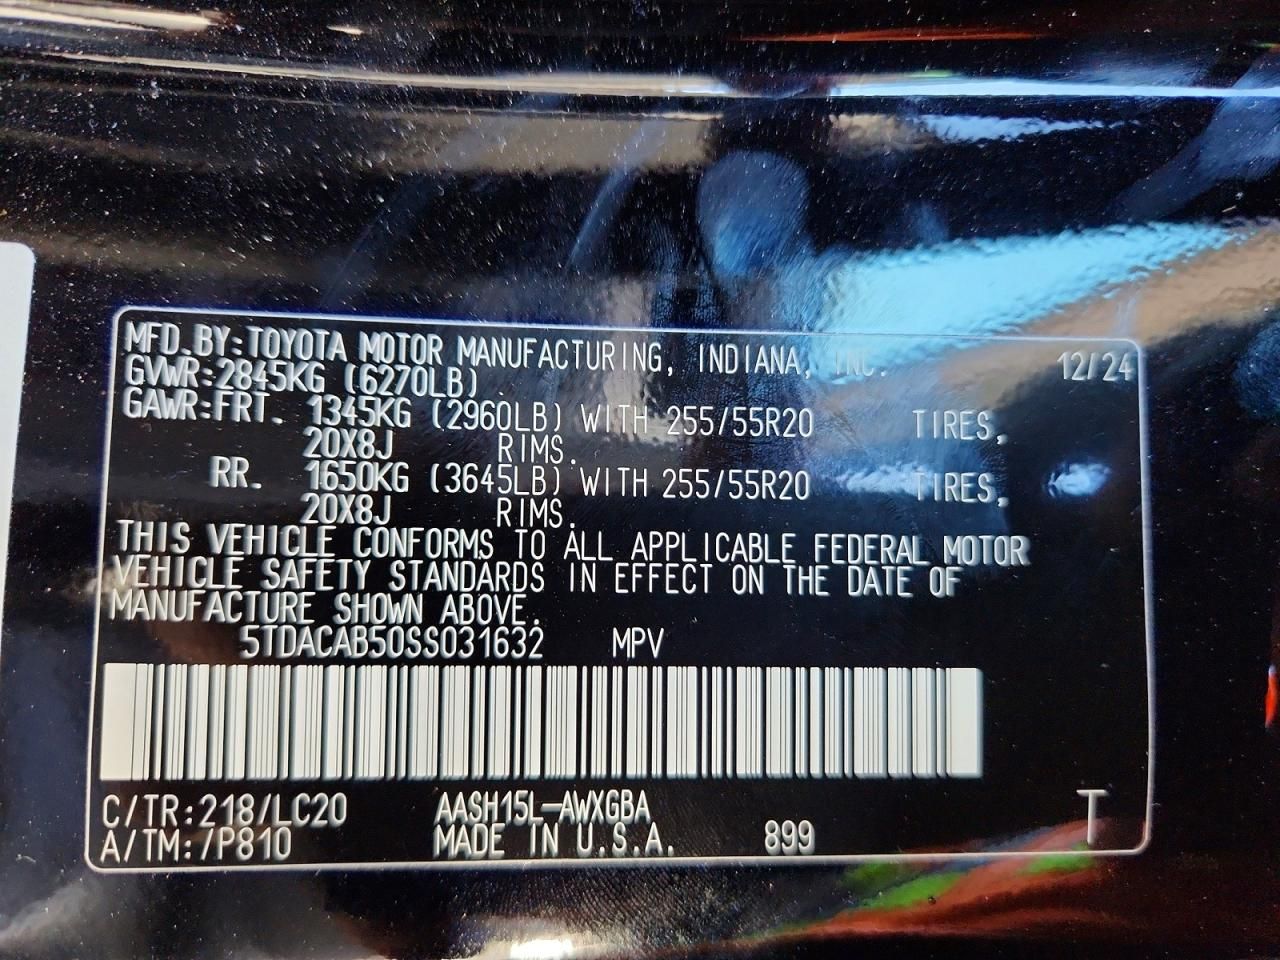 MFD.BY:TOYOTA MOTOR MANUFACTURING, INDIANA, INC. 12/24
GVWR:2845KG (6270LB)
GAWR:FRT. 1345KG (2960LB) WITH 255/55R20 TIRES,
20X8J RIMS.
RR. 1650KG (3645LB) WITH 255/55R20 TIRES,
20X8J RIMS.
THIS VEHICLE CONFORMS TO ALL APPLICABLE FEDERAL MOTOR
VEHICLE SAFETY STANDARDS IN EFFECT ON THE DATE OF
MANUFACTURE SHOWN ABOVE.
5TDACAB50SS031632 MPV
C/TR:218/LC20 AASH15L-AWXGBA T
A/TM:/P810 MADE IN U.S.A. 899